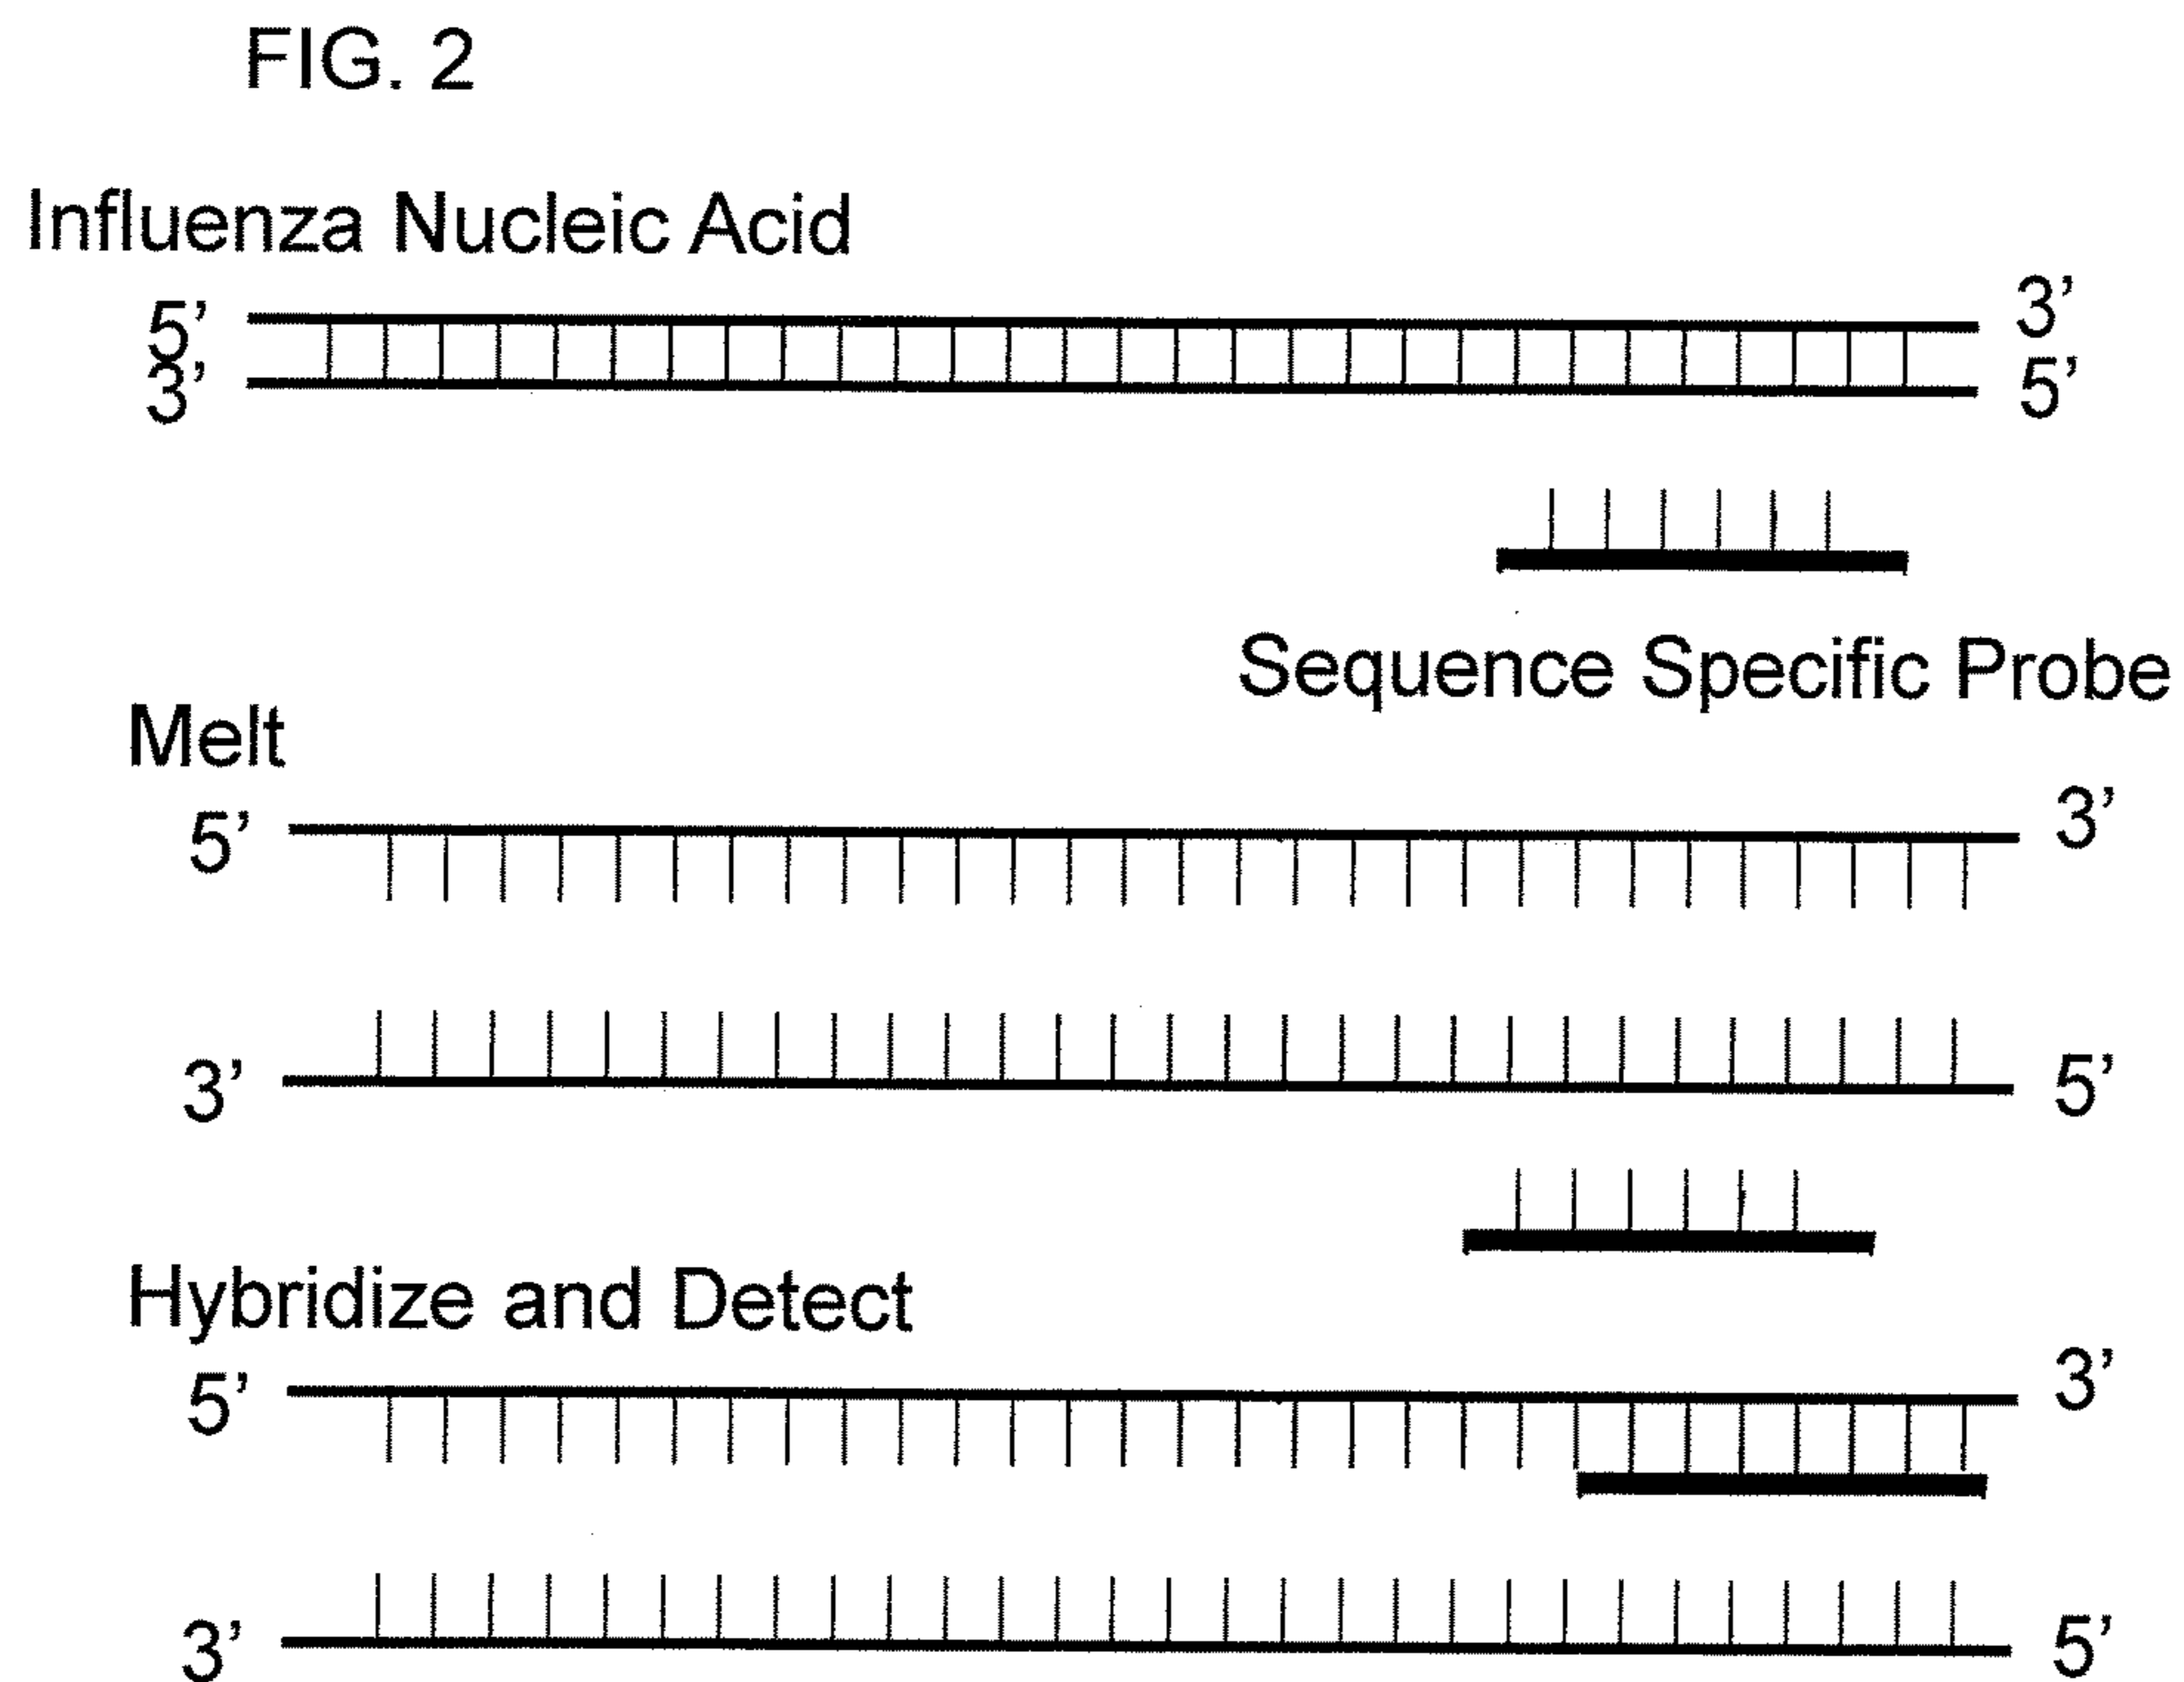 FIG. 2
Influenza Nucleic Acid
5’ 3’
3’ 5’
Sequence Specific Probe
Melt
5’ 3’
3’ 5’
Hybridize and Detect
5’ 3’
3’ 5’